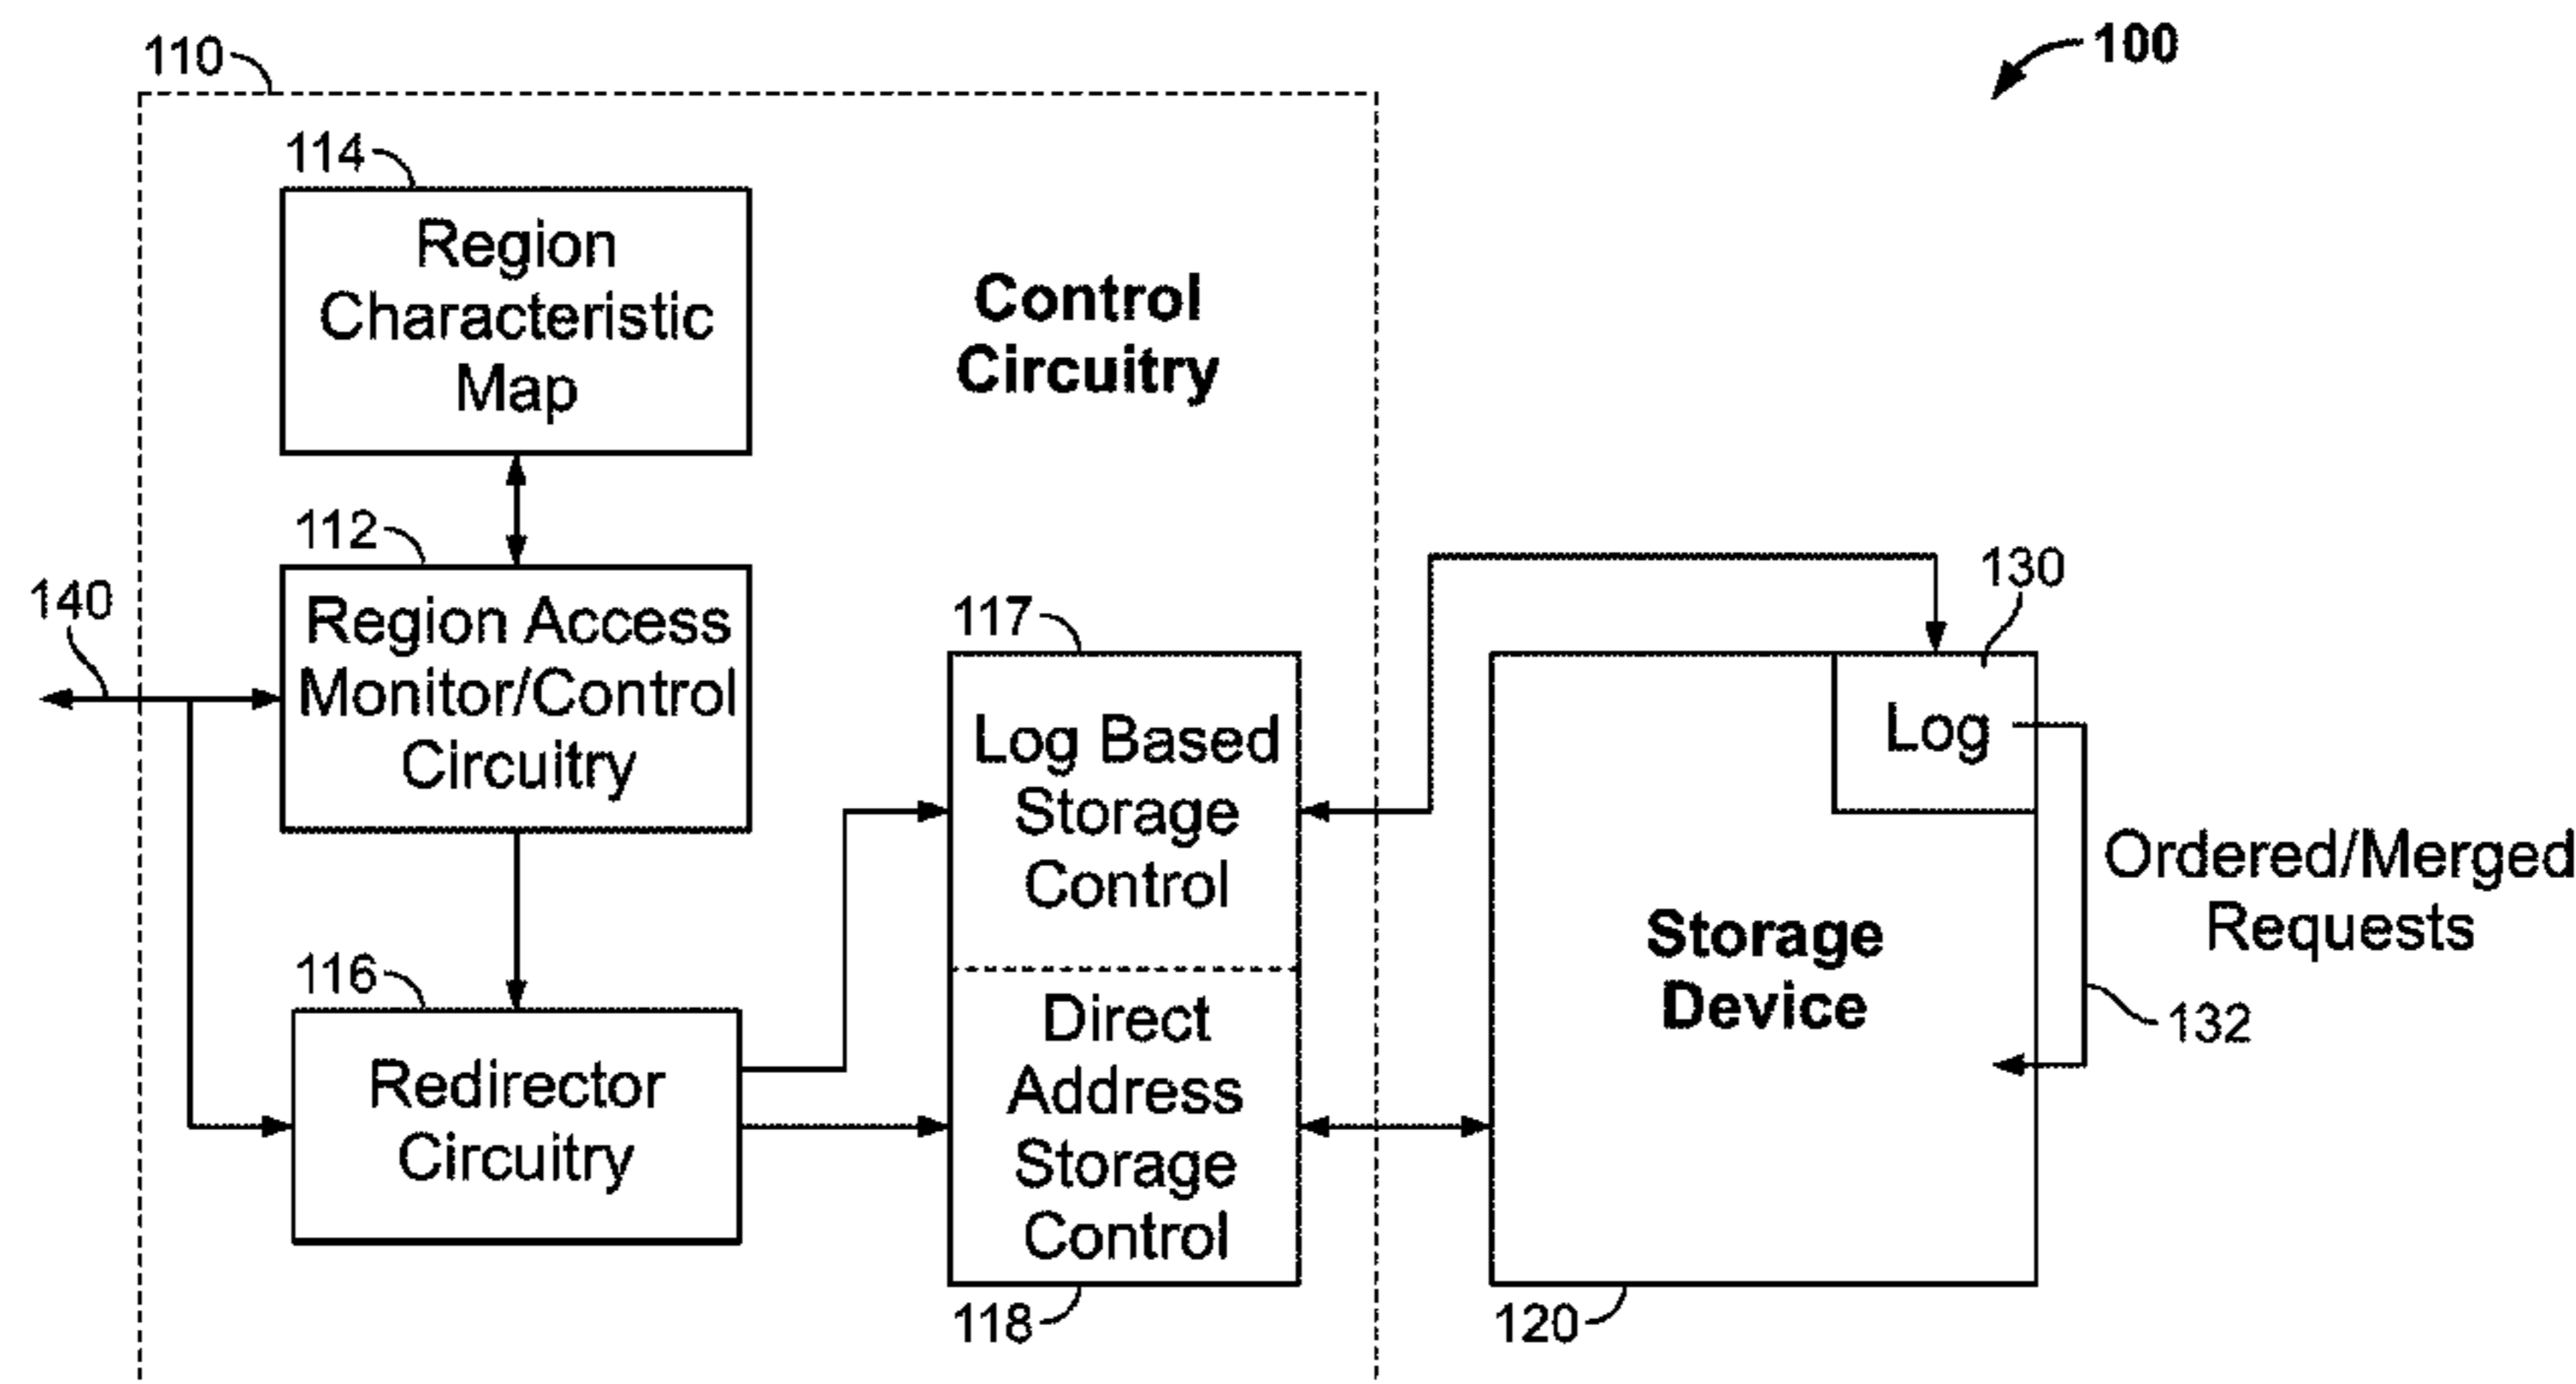 100
110
114
Region
Characteristic
Map
Control
Circuitry
112
Region Access
Monitor/Control
Circuitry
140
117
Log Based
Storage
Control
130
Log
Ordered/Merged
Requests
132
Storage
Device
116
Redirector
Circuitry
Direct
Address
Storage
Control
118
120